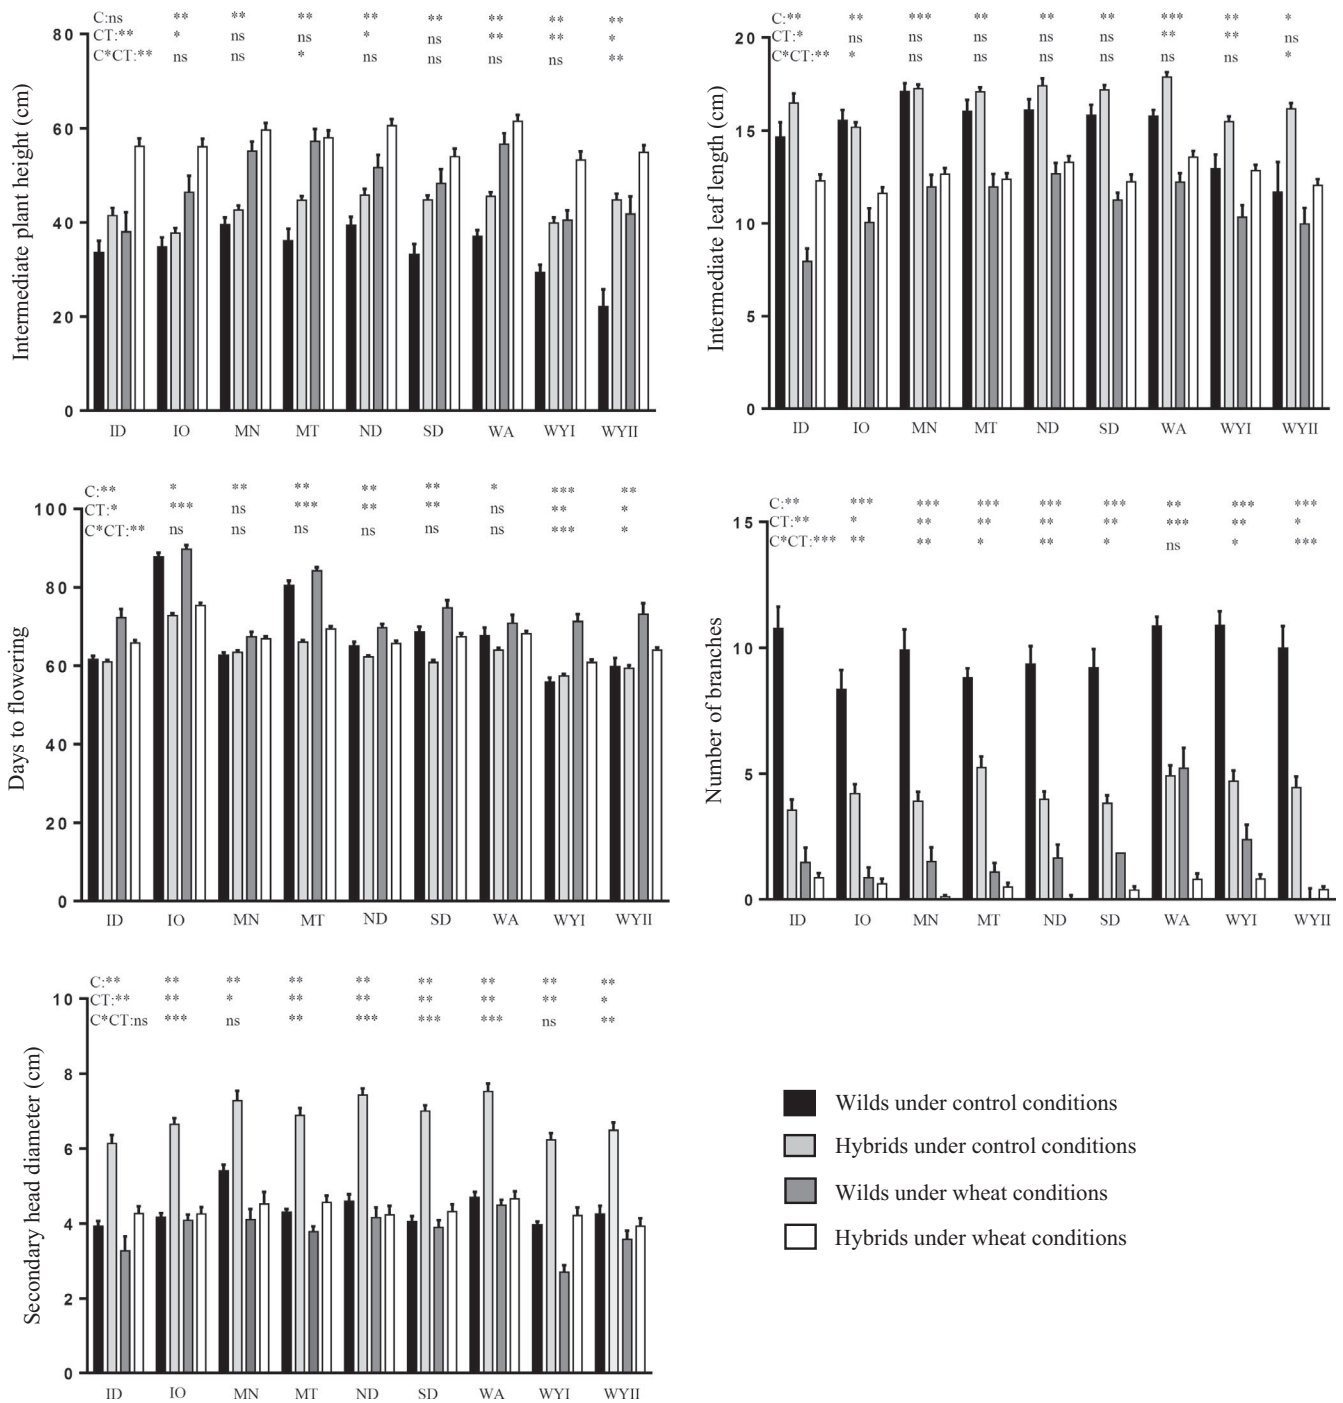 C:ns ** ** ** ** ** ** ** **
CT:** * ns ns * ns ** ** *
C*CT:** ns ns * ns ns ns ns **
80
60
40
20
0
Intermediate plant height (cm)
ID IO MN MT ND SD WA WYI WYII
C:** ** *** ** ** ** *** ** *
CT:* ns ns ns ns ns ** ** ns
C*CT:** * ns ns ns ns ns ns *
20
15
10
5
0
Intermediate leaf length (cm)
ID IO MN MT ND SD WA WYI WYII
C:** * ** ** ** ** * *** **
CT:* *** ns *** ** ** ns ** *
C*CT:** ns ns ns ns ns ns *** *
100
80
60
40
20
0
Days to flowering
ID IO MN MT ND SD WA WYI WYII
C:** *** *** *** *** *** ** *** ***
CT:** * ** ** ** ** *** ** *
C*CT:*** ** ** * ** * ns * ***
15
10
5
0
Number of branches
ID IO MN MT ND SD WA WYI WYII
C:** ** ** ** ** ** ** ** **
CT:** ** * ** ** ** ** ** *
C*CT:ns *** ns ** *** *** *** ns **
10
8
6
4
2
0
Secondary head diameter (cm)
ID IO MN MT ND SD WA WYI WYII
Wilds under control conditions
Hybrids under control conditions
Wilds under wheat conditions
Hybrids under wheat conditions